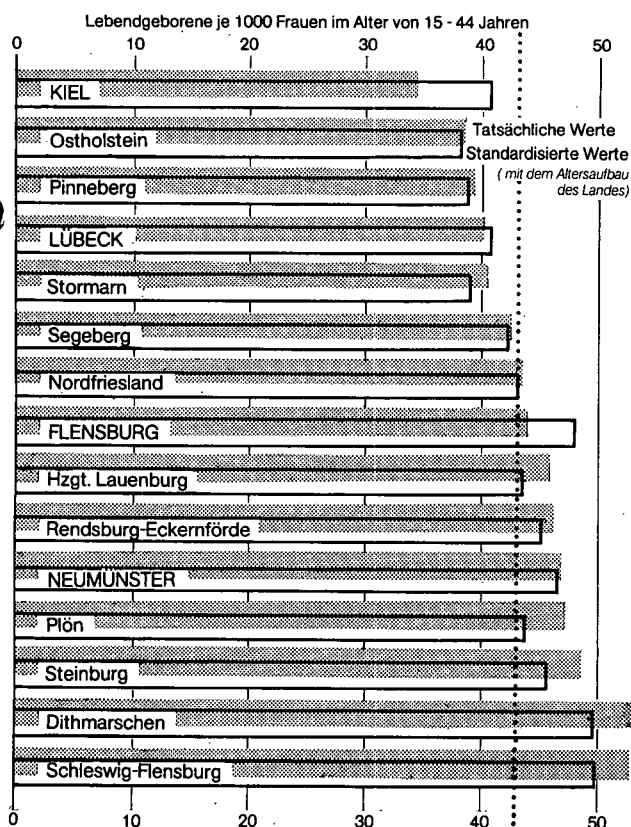 Lebendgeborene je 1000 Frauen im Alter von 15 - 44 Jahren
0 10 20 30 40 50
KIEL
Ostholstein
Tatsächliche Werte
Standardisierte Werte
(mit dem Altersaufbau
des Landes)
Pinneberg
LÜBECK
Stormarn
Segeberg
Nordfriesland
FLENSBURG
Hzgt. Lauenburg
Rendsburg-Eckernförde
NEUMÜNSTER
Plön
Steinburg
Dithmarschen
Schleswig-Flensburg
0 10 20 30 40 50